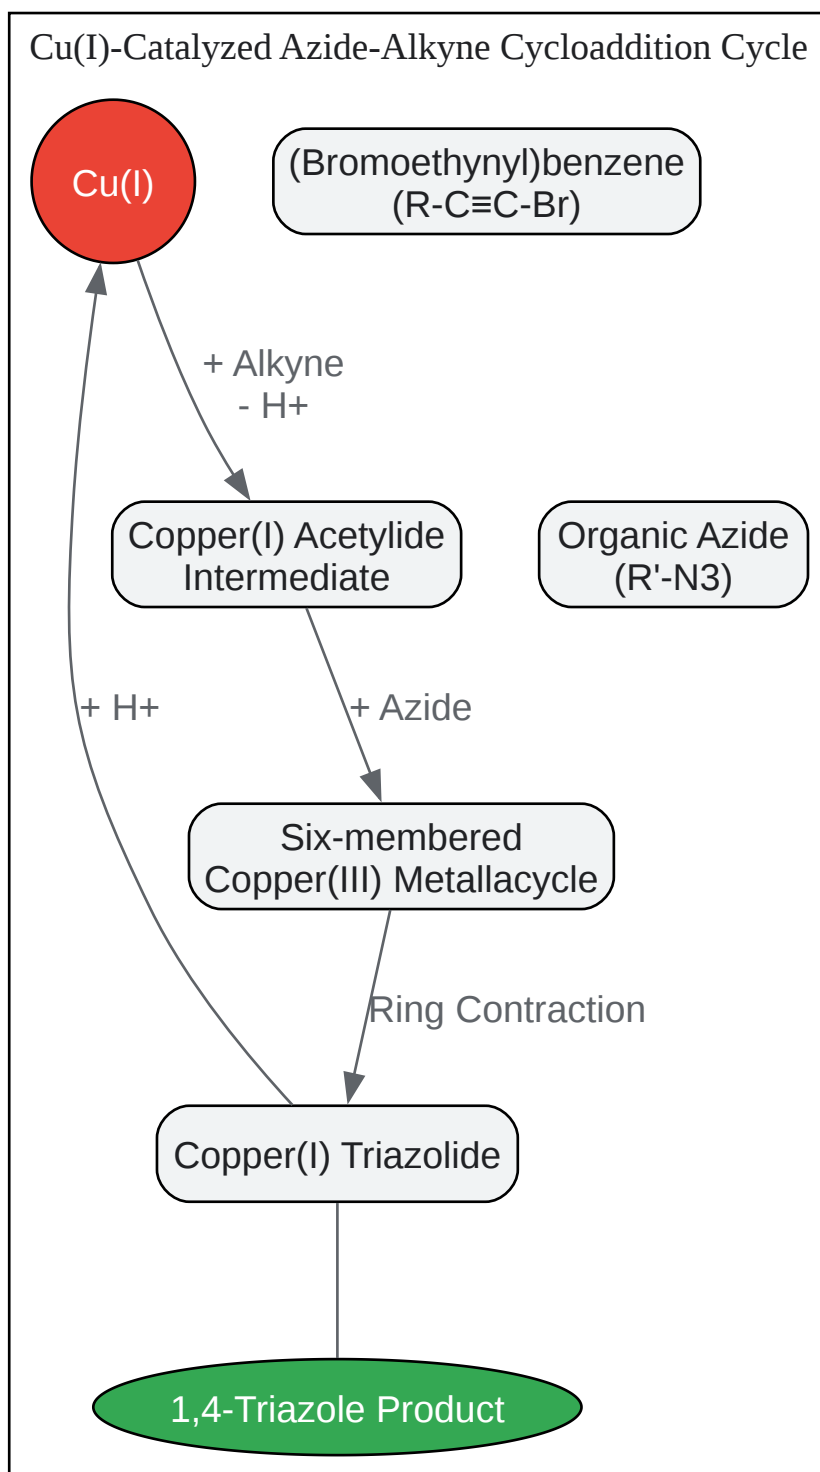 Cu(I)-Catalyzed Azide-Alkyne Cycloaddition Cycle
Cu(I)
(Bromoethynyl)benzene
(R-C≡C-Br)
+ Alkyne
- H+
Copper(I) Acetylide
Intermediate
Organic Azide
(R'-N3)
+ H+
+ Azide
Six-membered
Copper(III) Metallacycle
Ring Contraction
Copper(I) Triazolide
1,4-Triazole Product